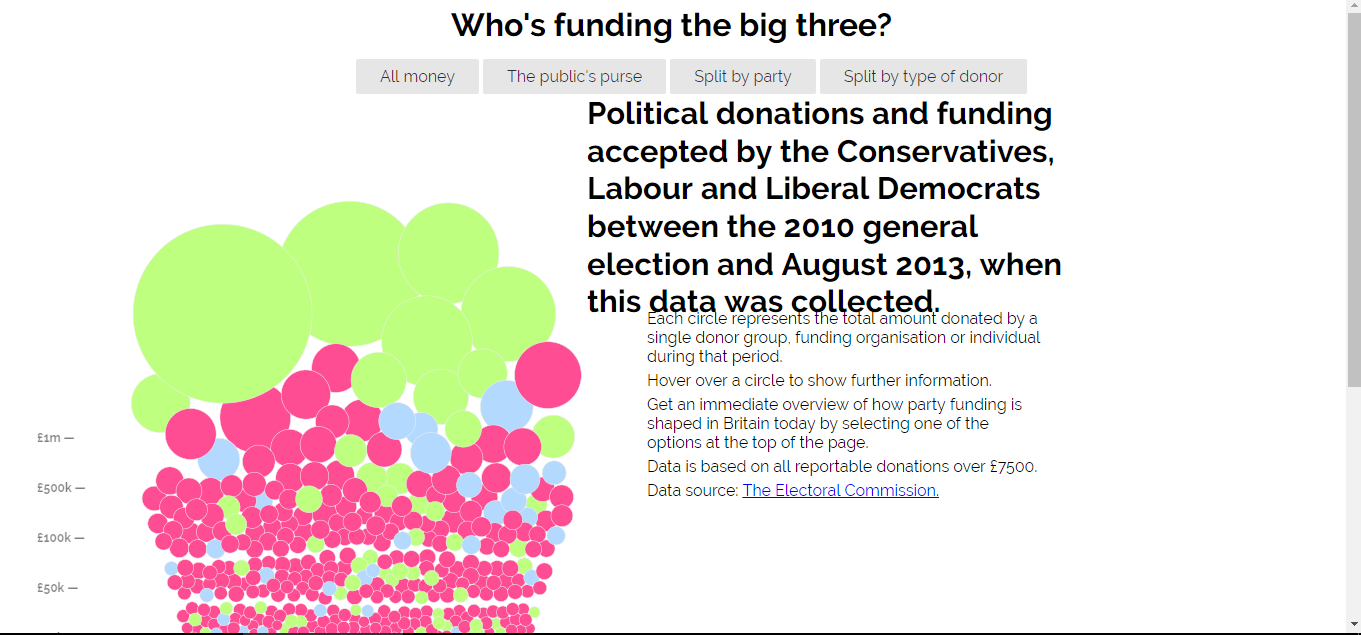 Who's funding the big three?
All money
The public's purse
Split by party
Split by type of donor
Political donations and funding
accepted by the Conservatives,
Labour and Liberal Democrats
between the 2010 general
election and August 2013, when
this data was collected.
Each circle represents the total amount donated by a
single donor group, funding organisation or individual
during that period.
Hover over a circle to show further information.
Get an immediate overview of how party funding is
shaped in Britain today by selecting one of the
options at the top of the page.
Data is based on all reportable donations over £7500.
Data source: The Electoral Commission.
£1m —
£500k —
£100k —
£50k —